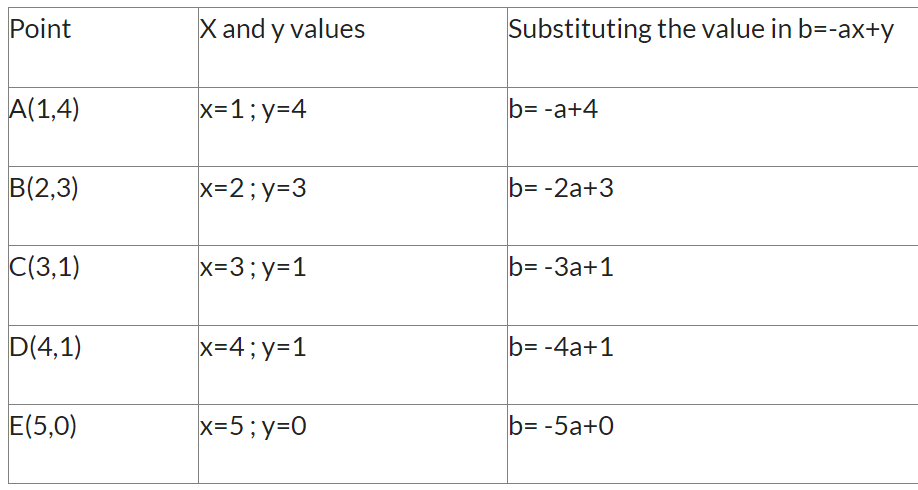 Point X and y values Substituting the value in b=-ax+y
A(1,4) x=1 ; y=4 b= -a+4
B(2,3) x=2 ; y=3 b= -2a+3
C(3,1) x=3 ; y=1 b= -3a+1
D(4,1) x=4 ; y=1 b= -4a+1
E(5,0) x=5 ; y=0 b= -5a+0